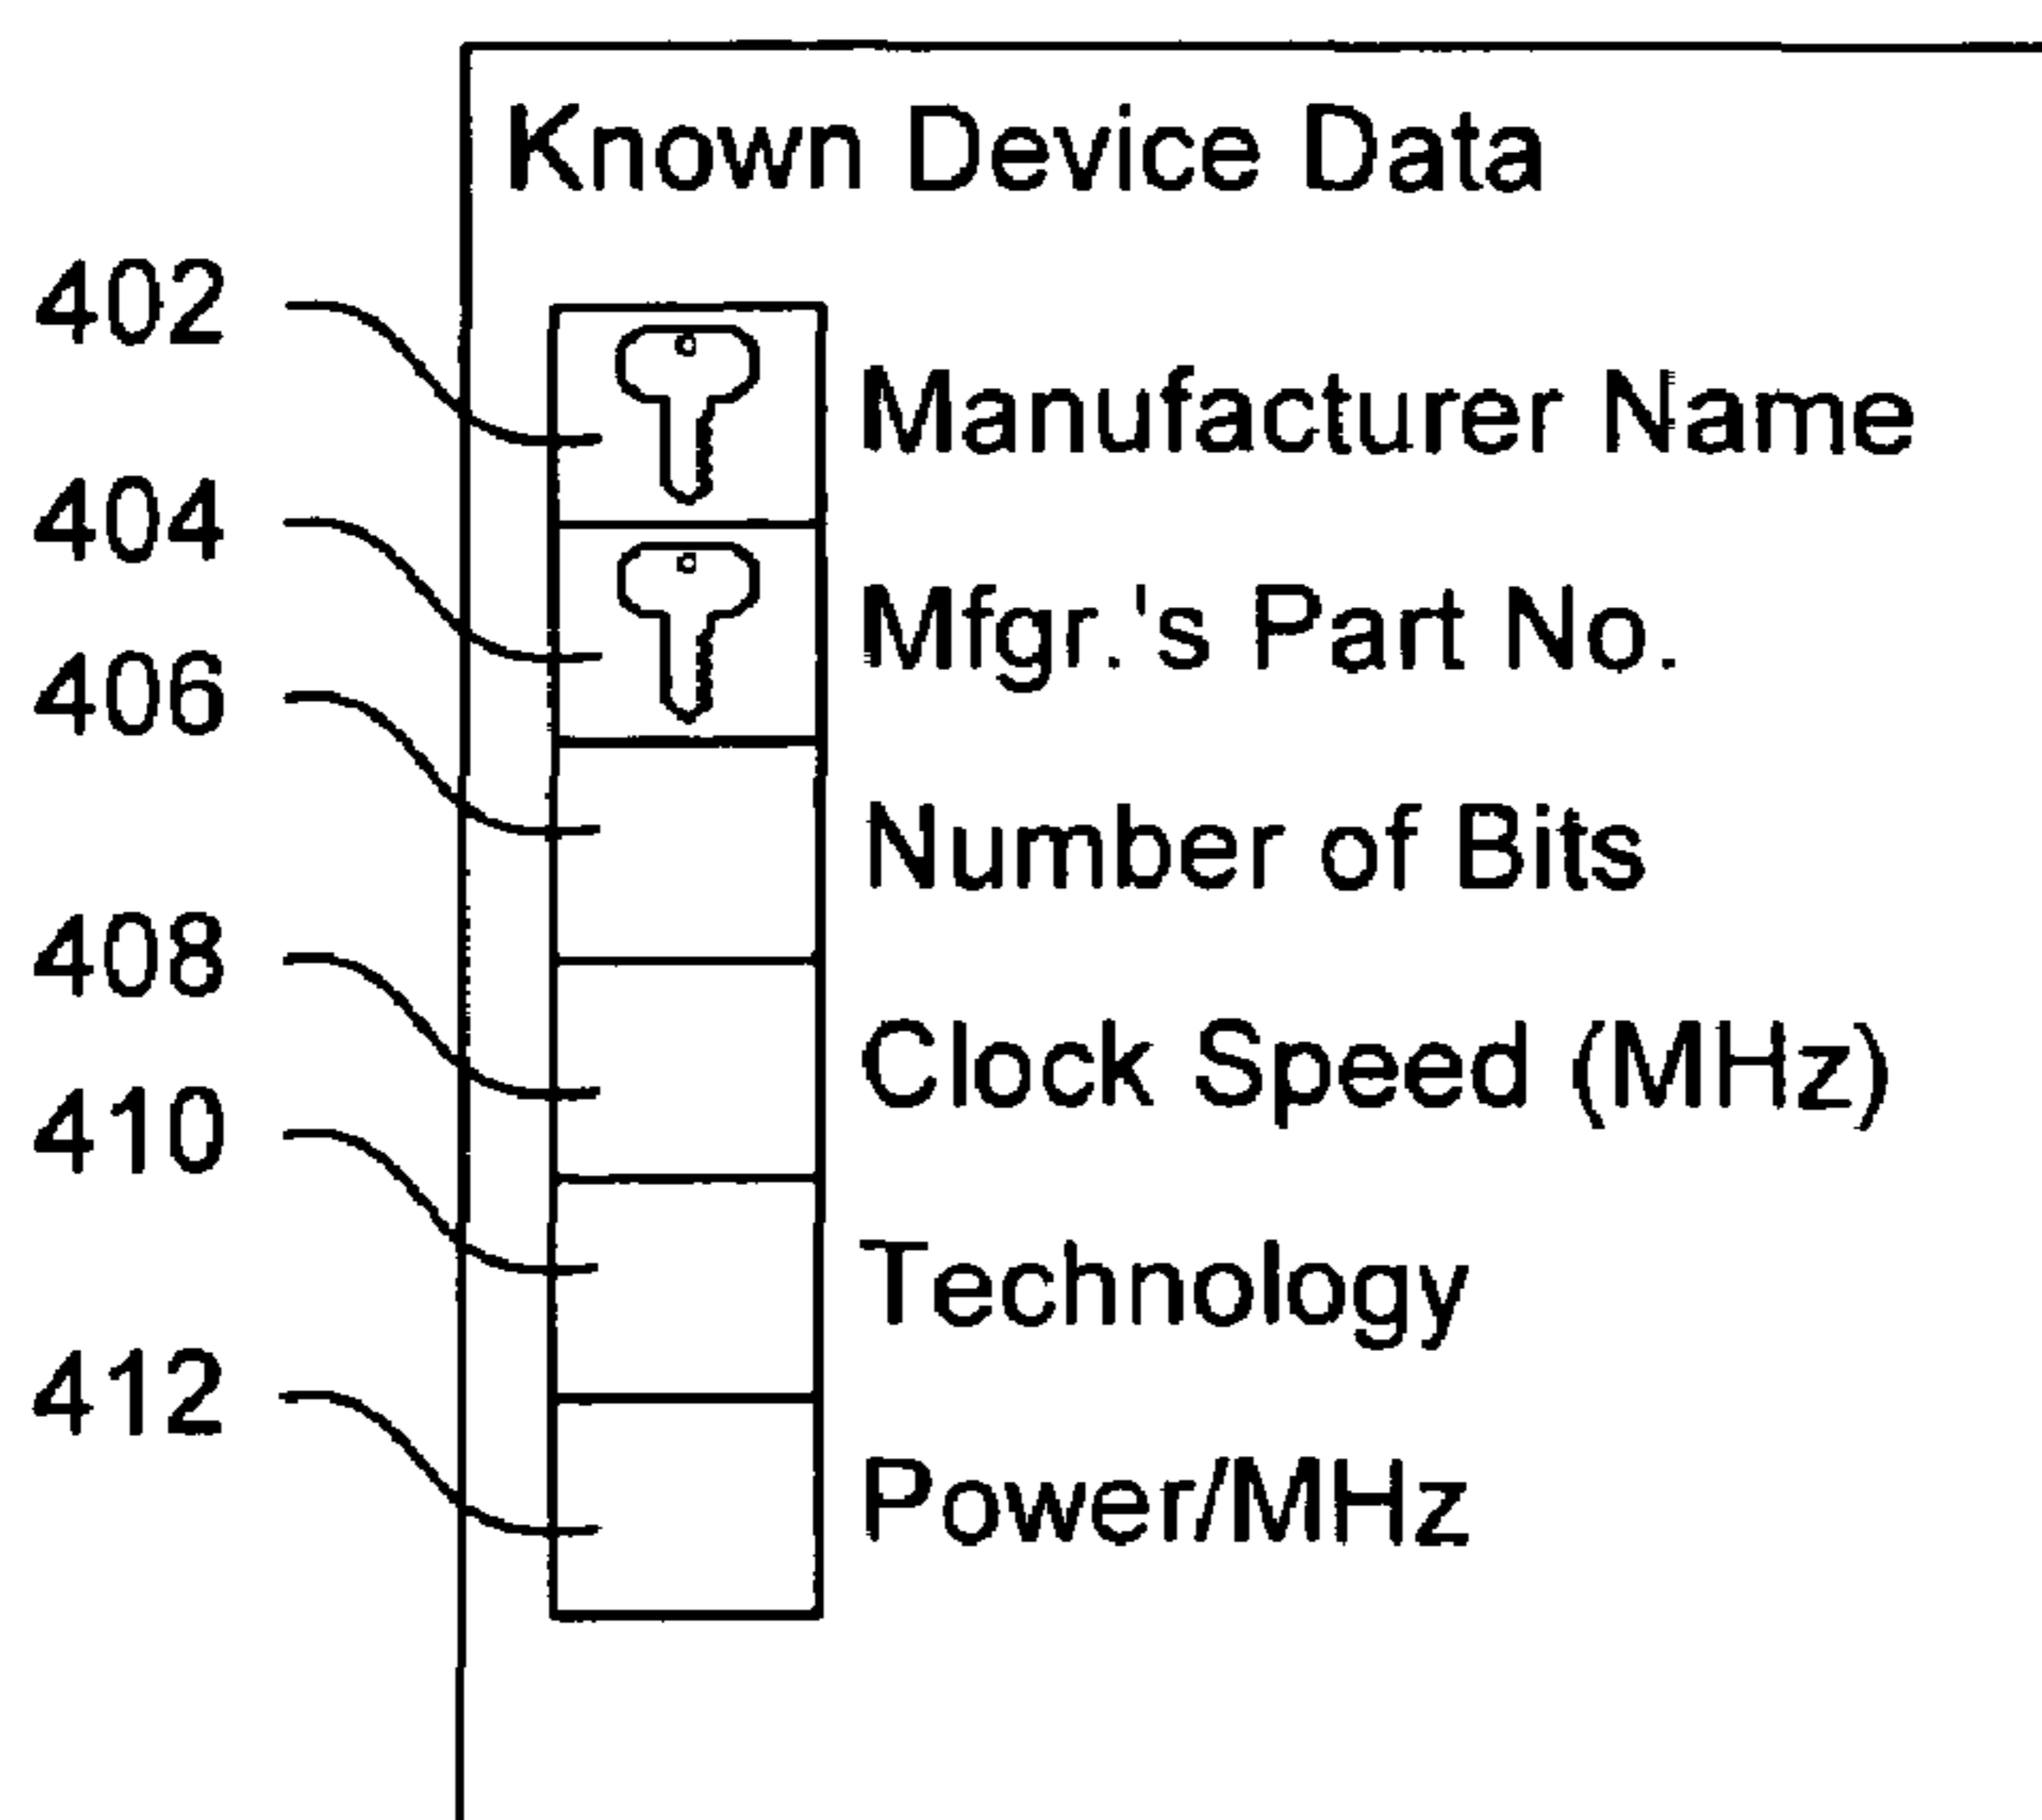 Known Device Data
402
Manufacturer Name
404
Mfgr.'s Part No.
406
Number of Bits
408
Clock Speed (MHz)
410
Technology
412
Power/MHz